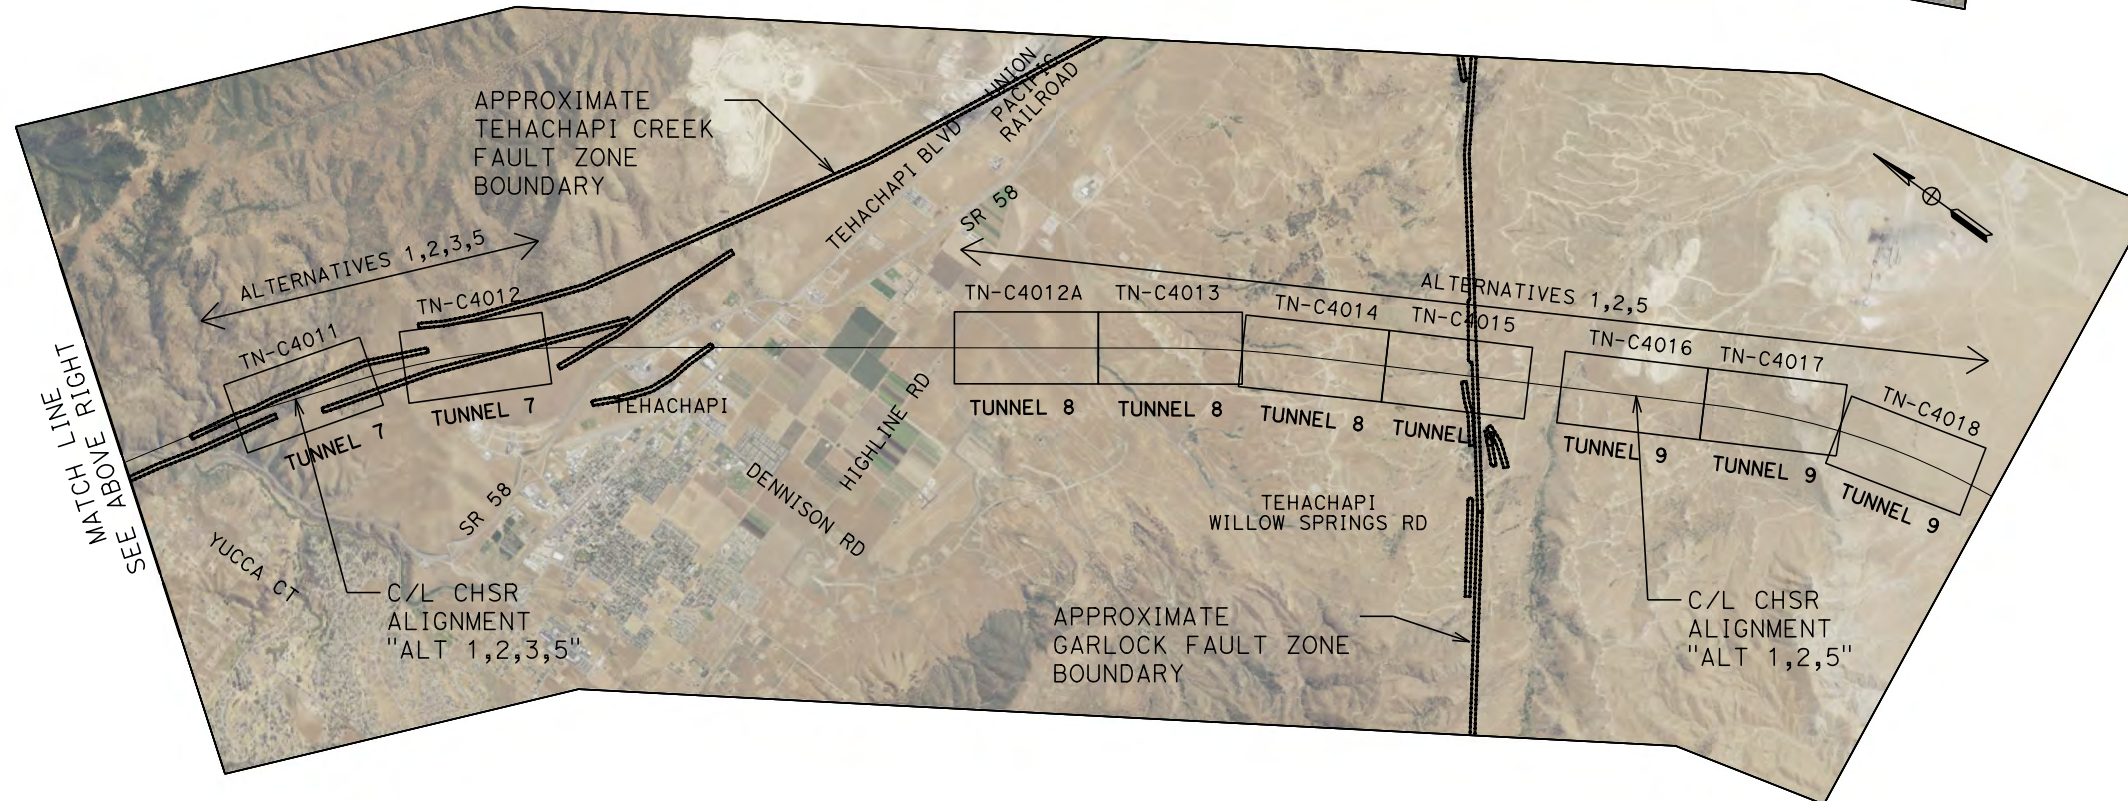 APPROXIMATE
TEHACHAPI CREEK
FAULT ZONE
BOUNDARY
UNION
PACIFIC
RAILROAD
TEHACHAPI BLVD
SR 58
ALTERNATIVES 1,2,3,5
ALTERNATIVES 1,2,5
TN-C4011
TN-C4012
TN-C4012A
TN-C4013
TN-C4014
TN-C4015
TN-C4016
TN-C4017
TN-C4018
TUNNEL 7
TUNNEL 7
TUNNEL 8
TUNNEL 8
TUNNEL 8
TUNNEL
TUNNEL 9
TUNNEL 9
TUNNEL 9
TEHACHAPI
HIGHLINE RD
DENNISON RD
SR 58
MATCH LINE
SEE ABOVE RIGHT
YUCCA CT
C/L CHSR
ALIGNMENT
"ALT 1,2,3,5"
TEHACHAPI
WILLOW SPRINGS RD
APPROXIMATE
GARLOCK FAULT ZONE
BOUNDARY
C/L CHSR
ALIGNMENT
"ALT 1,2,5"